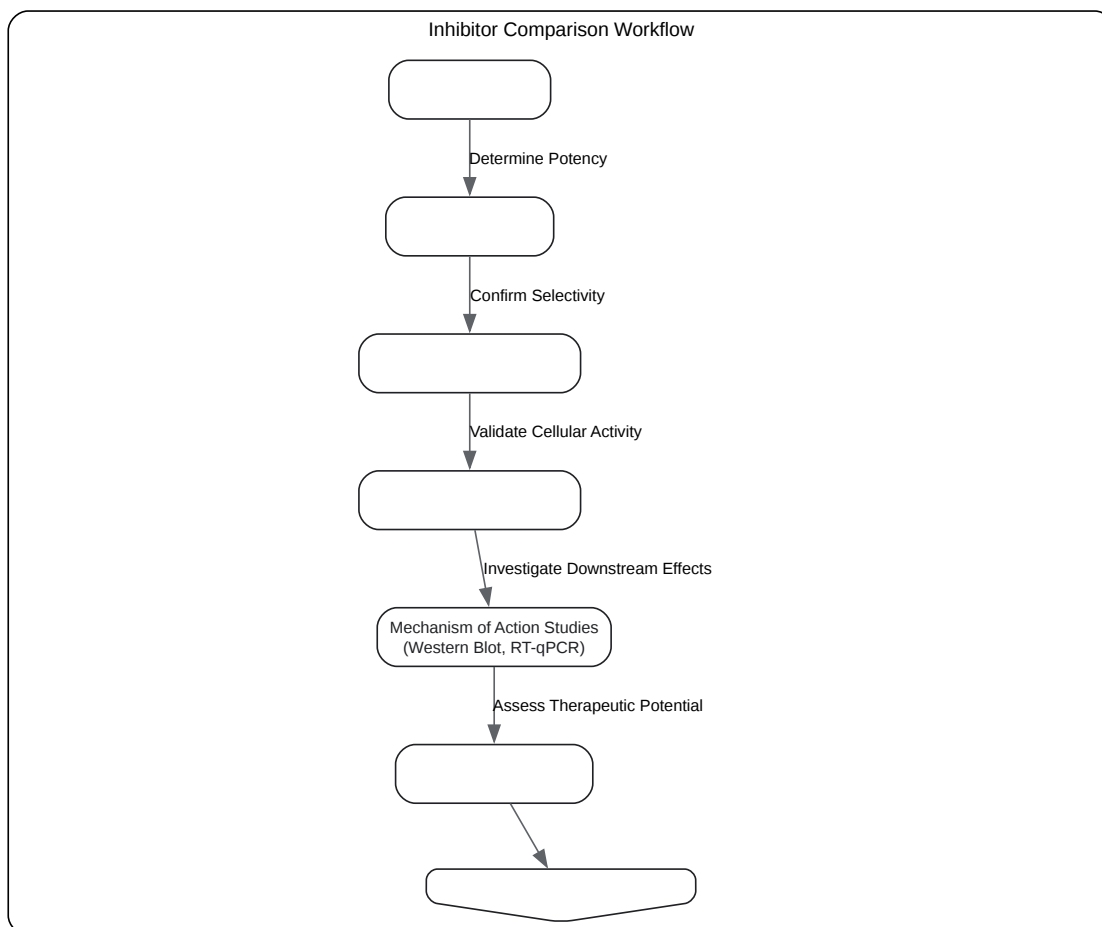 Inhibitor Comparison Workflow
Determine Potency
Confirm Selectivity
Validate Cellular Activity
Investigate Downstream Effects
Mechanism of Action Studies
(Western Blot, RT-qPCR)
Assess Therapeutic Potential